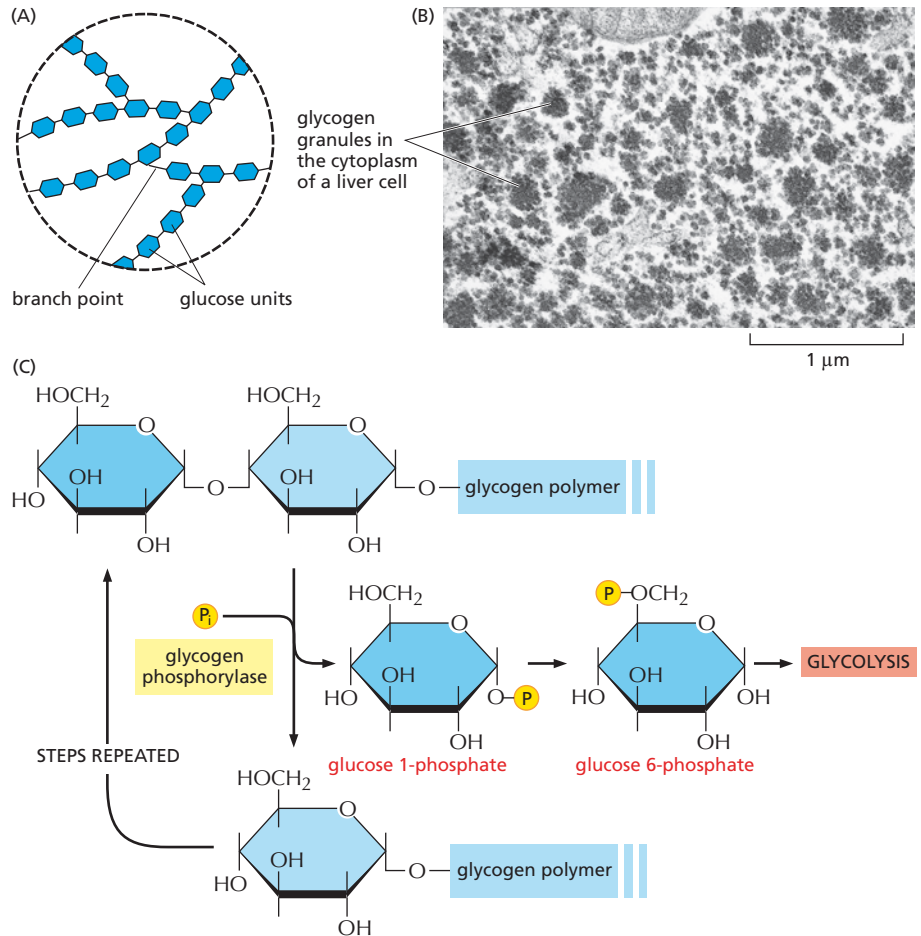 (A)
(B)
glycogen
granules in
the cytoplasm
of a liver cell
branch point
glucose units
1 μm
(C)
HOCH2
HOCH2
O
O
OH
OH
HO
O
O
glycogen polymer
OH
OH
Pi
glycogen
phosphorylase
HOCH2
O
OH
HO
O
P
OH
glucose 1-phosphate
P
OCH2
O
OH
HO
OH
OH
glucose 6-phosphate
GLYCOLYSIS
STEPS REPEATED
HOCH2
O
OH
HO
O
glycogen polymer
OH